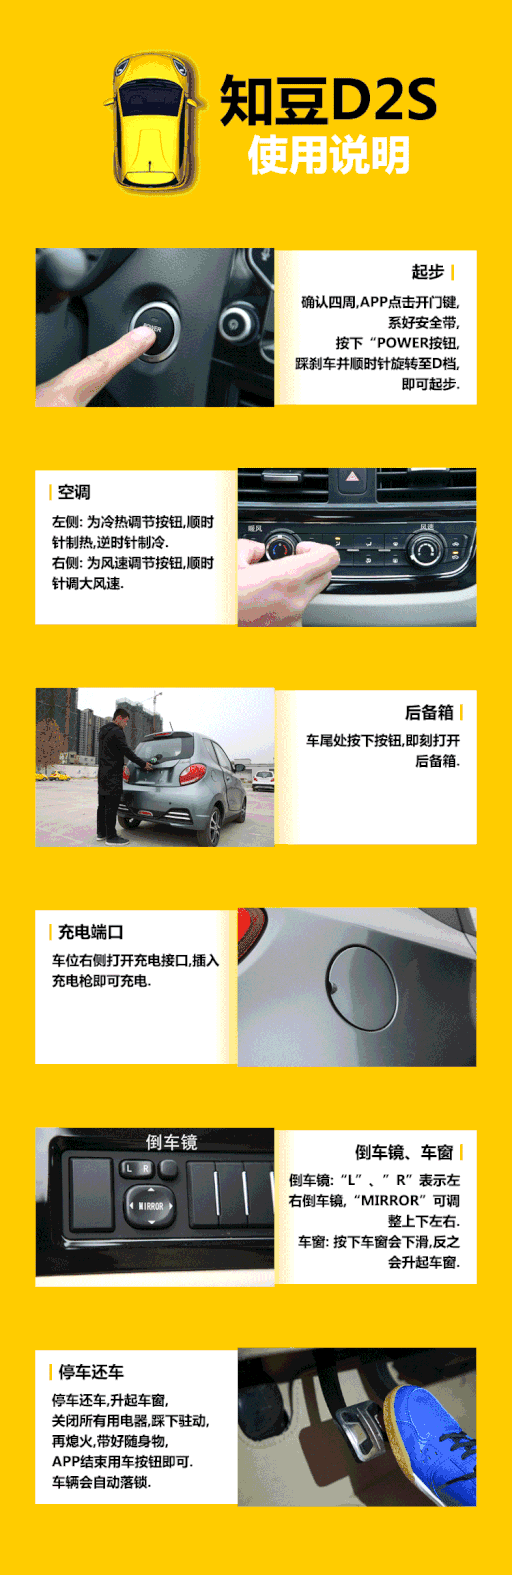 知豆D2S
使用说明
起步
确认四周,APP点击开门键,
系好安全带,
按下“POWER按钮,
踩刹车并顺时针旋转至D档,
即可起步.
POWER
空调
左侧: 为冷热调节按钮,顺时
针制热,逆时针制冷.
右侧: 为风速调节按钮,顺时
针调大风速.
暖风
风速
后备箱
车尾处按下按钮,即刻打开
后备箱.
充电端口
车位右侧打开充电接口,插入
充电枪即可充电.
倒车镜
L R
MIRROR
倒车镜、车窗
倒车镜:“L”、”R”表示左
右倒车镜,“MIRROR”可调
整上下左右.
车窗: 按下车窗会下滑,反之
会升起车窗.
停车还车
停车还车,升起车窗,
关闭所有用电器,踩下驻动,
再熄火,带好随身物,
APP结束用车按钮即可.
车辆会自动落锁.